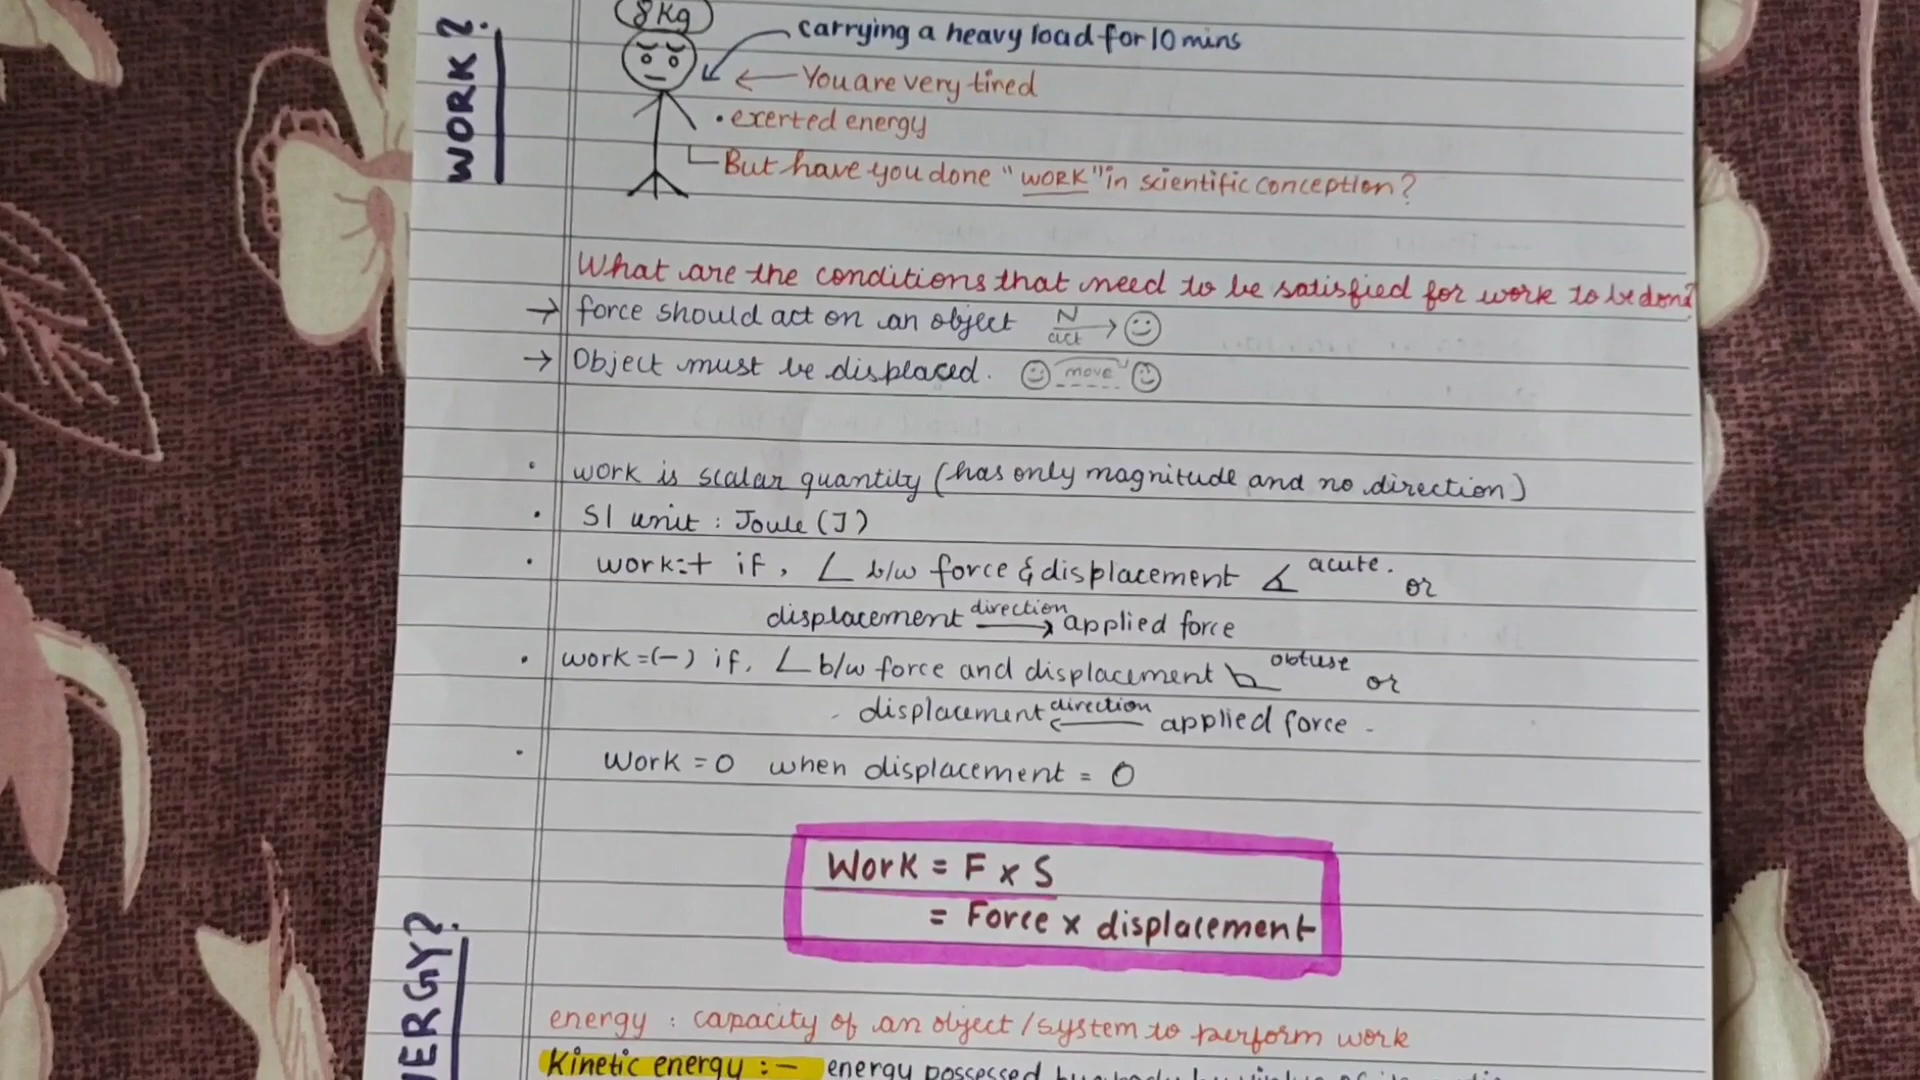 WORK?
8kg
carrying a heavy load for 10 mins
You are very tired
• exerted energy
But have you done "WORK" in scientific conception?
What are the conditions that need to be satisfied for work to be done?
→ force should act on an object N act →
→ Object must be displaced. move
• work is scalar quantity (has only magnitude and no direction)
• SI unit : Joule (J)
• work:+ if, ∠ b/w force & displacement acute. or
displacement direction → applied force
• work=(-) if, ∠ b/w force and displacement obtuse or
displacement direction ← applied force -
• Work = 0 when displacement = 0
Work = F x S
= Force x displacement
ERGY?
energy : capacity of an object/system to perform work
Kinetic energy :- energy possessed